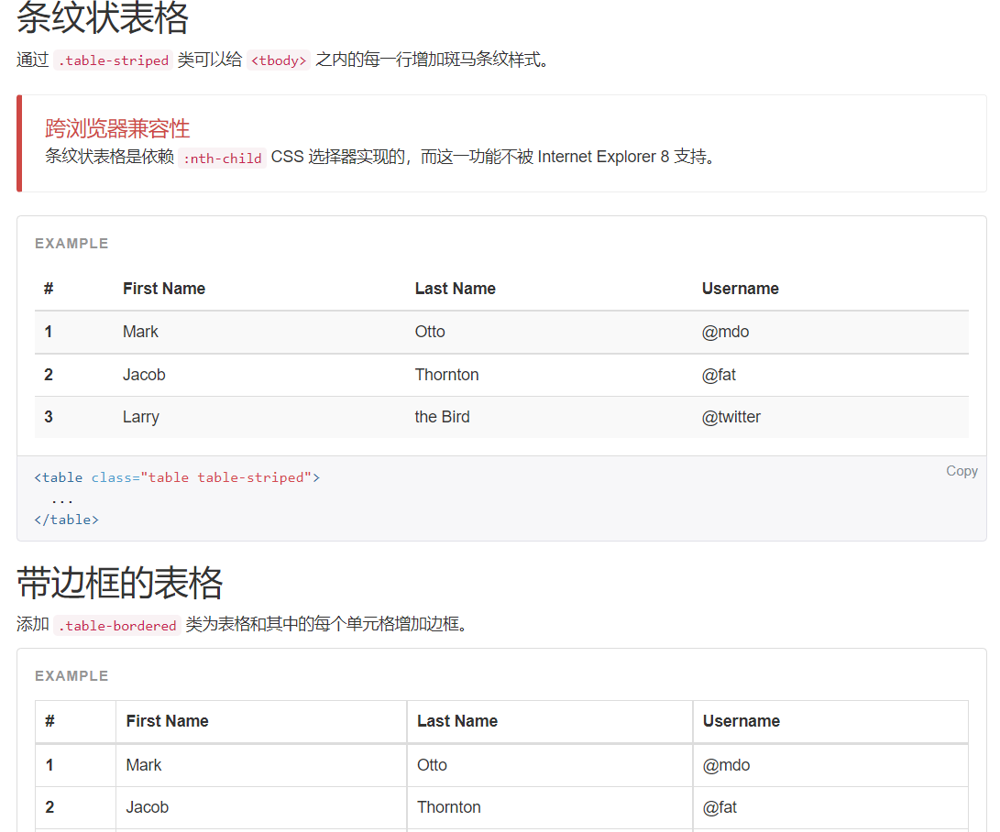 条纹状表格
通过 .table-striped 类可以给 <tbody> 之内的每一行增加斑马条纹样式。
跨浏览器兼容性
条纹状表格是依赖 :nth-child CSS 选择器实现的，而这一功能不被 Internet Explorer 8 支持。
EXAMPLE
# First Name Last Name Username
1 Mark Otto @mdo
2 Jacob Thornton @fat
3 Larry the Bird @twitter
Copy
<table class="table table-striped">
...
</table>
带边框的表格
添加 .table-bordered 类为表格和其中的每个单元格增加边框。
EXAMPLE
# First Name Last Name Username
1 Mark Otto @mdo
2 Jacob Thornton @fat